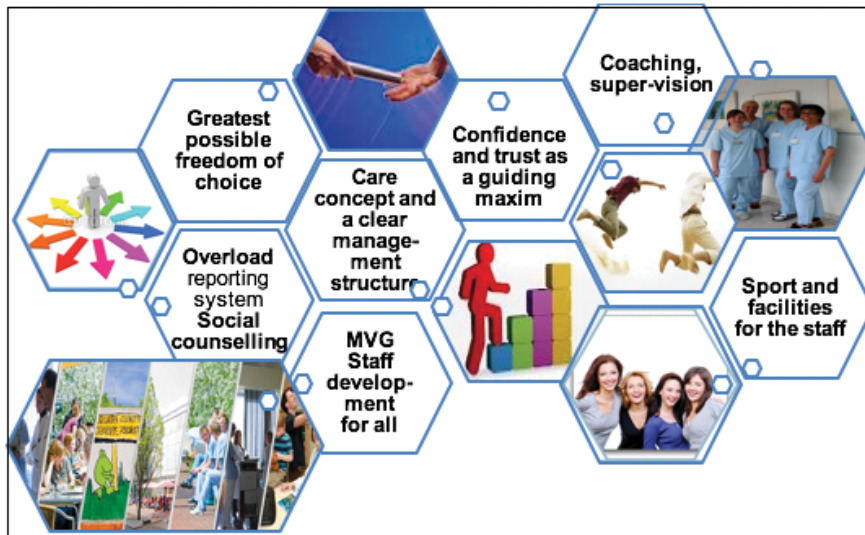 Greatest
possible
freedom of
choice
Coaching,
super-vision
Confidence
and trust as
a guiding
maxim
Care
concept and
a clear
manage-
ment
structure
Overload
reporting
system
Social
counselling
Sport and
facilities
for the staff
MVG
Staff
develop-
ment
for all